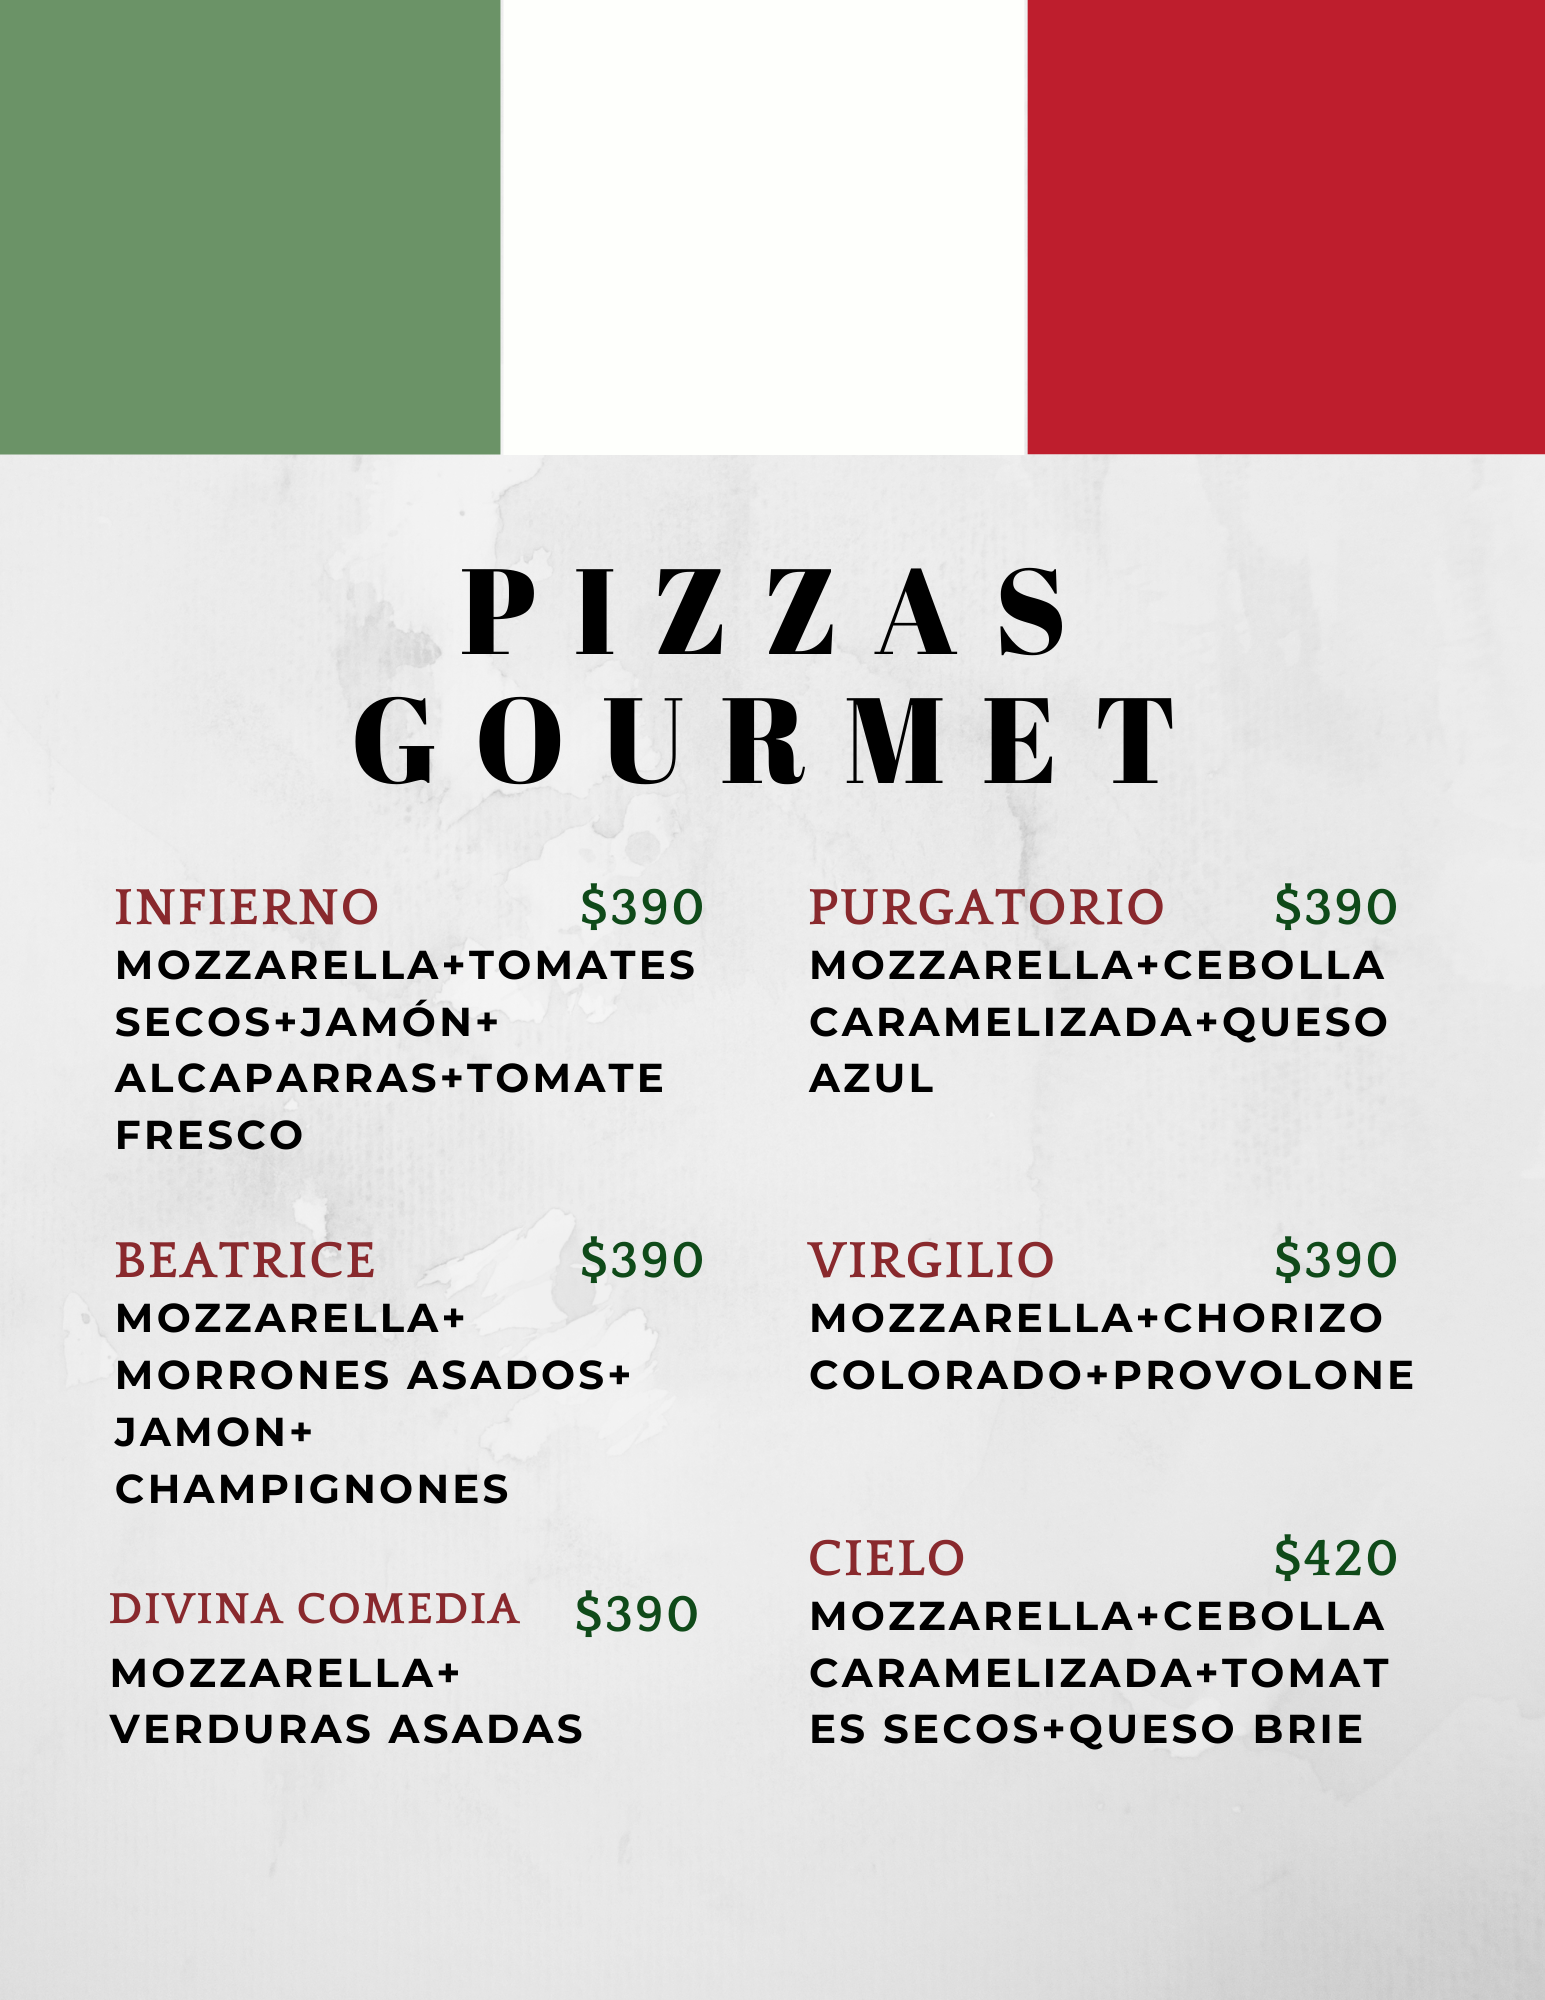 PIZZAS
GOURMET
INFIERNO $390
MOZZARELLA+TOMATES
SECOS+JAMÓN+
ALCAPARRAS+TOMATE
FRESCO
BEATRICE $390
MOZZARELLA+
MORRONES ASADOS+
JAMON+
CHAMPIGNONES
DIVINA COMEDIA $390
MOZZARELLA+
VERDURAS ASADAS
PURGATORIO $390
MOZZARELLA+CEBOLLA
CARAMELIZADA+QUESO
AZUL
VIRGILIO $390
MOZZARELLA+CHORIZO
COLORADO+PROVOLONE
CIELO $420
MOZZARELLA+CEBOLLA
CARAMELIZADA+TOMAT
ES SECOS+QUESO BRIE